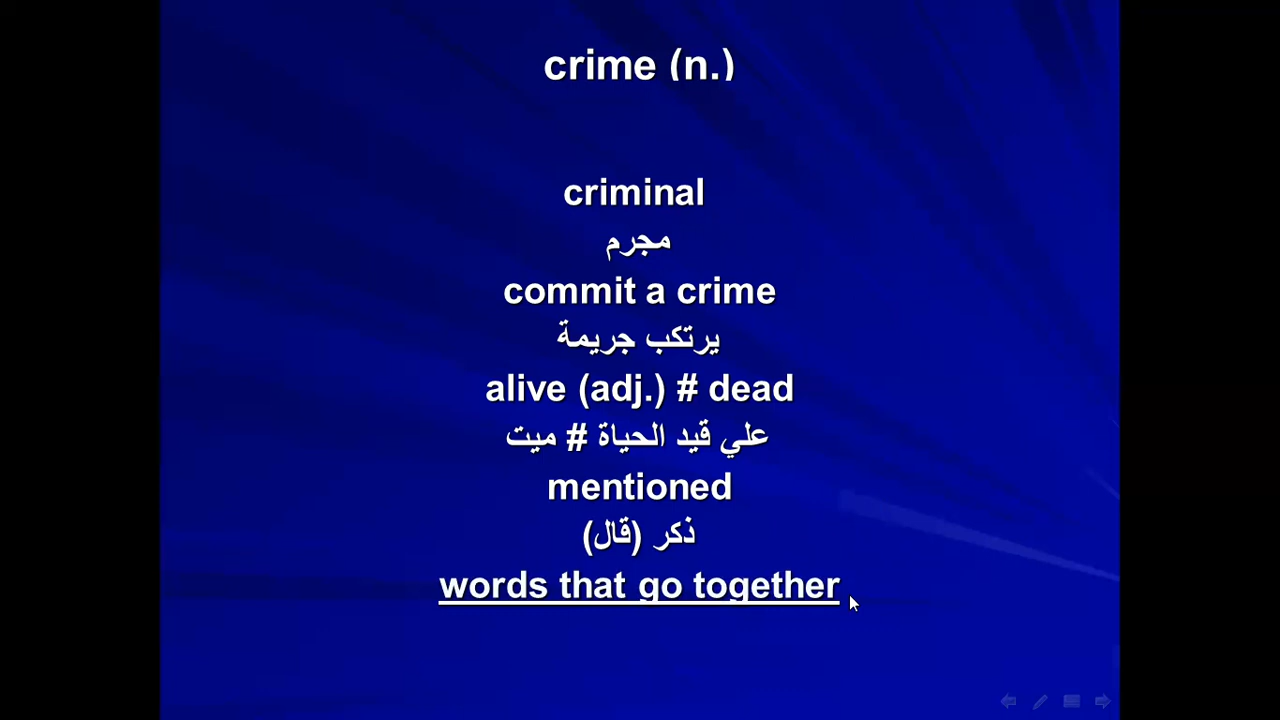 crime (n.)
criminal
مجرم
commit a crime
يرتكب جريمة
alive (adj.) # dead
علي قيد الحياة # ميت
mentioned
ذكر (قال)
words that go together